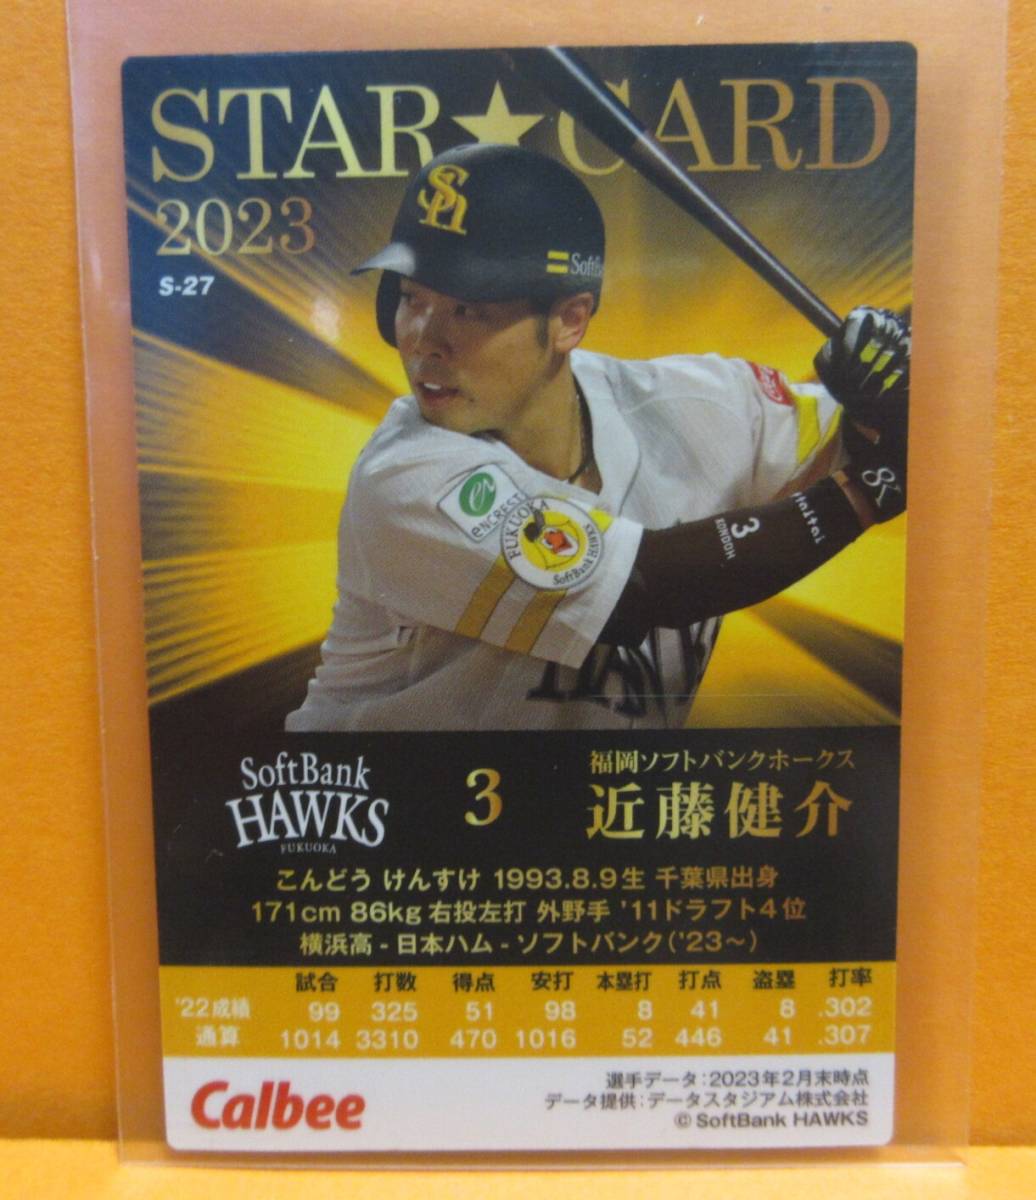 STAR★CARD
2023
S-27
SH
SoftBa
encrest
FUKUOKA
SoftBank HAWKS
3
KONDOH
8K
SoftBank
HAWKS
FUKUOKA
3
福岡ソフトバンクホークス
近藤健介
こんどう けんすけ 1993.8.9生 千葉県出身
171cm 86kg 右投左打 外野手 '11ドラフト4位
横浜高 - 日本ハム - ソフトバンク('23～)
試合 打数 得点 安打 本塁打 打点 盗塁 打率
'22成績 99 325 51 98 8 41 8 .302
通算 1014 3310 470 1016 52 446 41 .307
Calbee
選手データ:2023年2月末時点
データ提供:データスタジアム株式会社
© SoftBank HAWKS